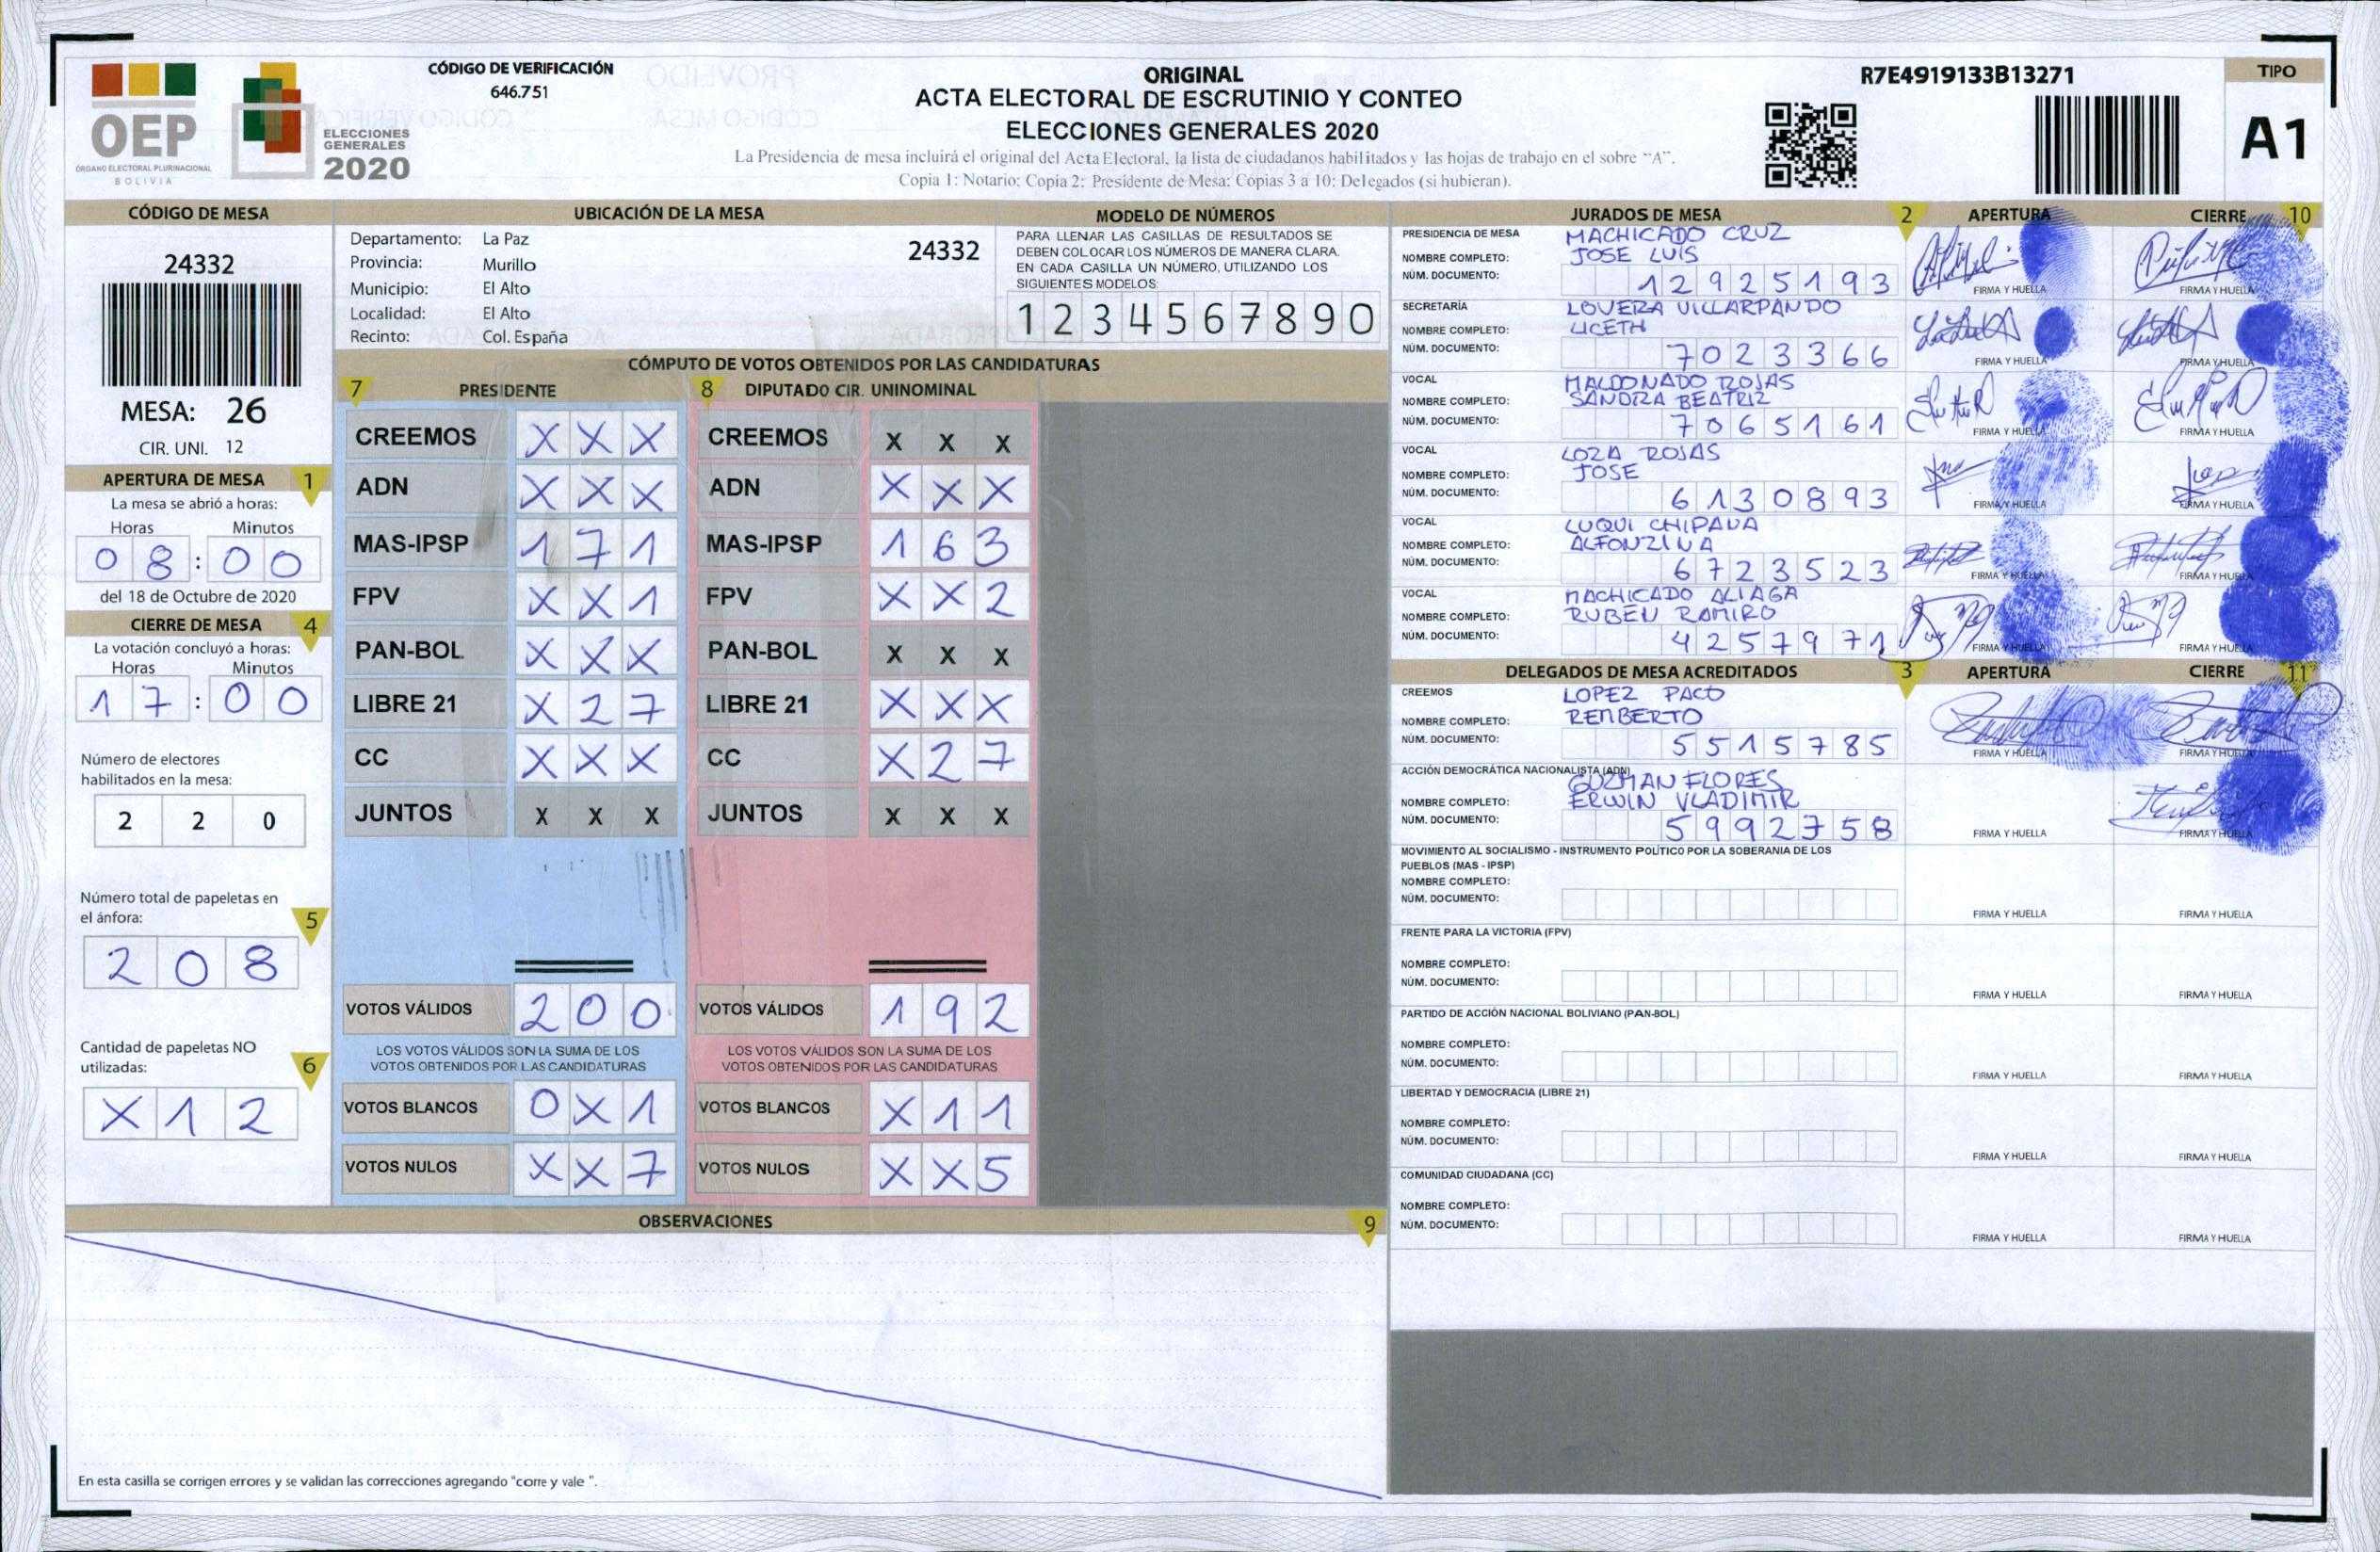 OEP
ÓRGANO ELECTORAL PLURINACIONAL
BOLIVIA
ELECCIONES
GENERALES
2020
CÓDIGO DE VERIFICACIÓN
646.751
ORIGINAL
ACTA ELECTORAL DE ESCRUTINIO Y CONTEO
ELECCIONES GENERALES 2020
La Presidencia de mesa incluirá el original del Acta Electoral, la lista de ciudadanos habilitados y las hojas de trabajo en el sobre "A".
Copia 1: Notario; Copia 2: Presidente de Mesa; Copias 3 a 10: Delegados (si hubieran).
R7E4919133B13271
TIPO
A1
CÓDIGO DE MESA
24332
MESA: 26
CIR. UNI. 12
APERTURA DE MESA 1
La mesa se abrió a horas:
Horas Minutos
0 8 : 0 0
del 18 de Octubre de 2020
CIERRE DE MESA 4
La votación concluyó a horas:
Horas Minutos
1 7 : 0 0
Número de electores
habilitados en la mesa:
2 2 0
Número total de papeletas en
el ánfora: 5
2 0 8
Cantidad de papeletas NO
utilizadas: 6
X 1 2
UBICACIÓN DE LA MESA
Departamento: La Paz
Provincia: Murillo
Municipio: El Alto
Localidad: El Alto
Recinto: Col. España
24332
MODELO DE NÚMEROS
PARA LLENAR LAS CASILLAS DE RESULTADOS SE
DEBEN COLOCAR LOS NÚMEROS DE MANERA CLARA.
EN CADA CASILLA UN NÚMERO, UTILIZANDO LOS
SIGUIENTES MODELOS:
1 2 3 4 5 6 7 8 9 0
CÓMPUTO DE VOTOS OBTENIDOS POR LAS CANDIDATURAS
7 PRESIDENTE
CREEMOS X X X
ADN X X X
MAS-IPSP 1 7 1
FPV X X 1
PAN-BOL X X X
LIBRE 21 X 2 7
CC X X X
JUNTOS X X X
VOTOS VÁLIDOS 2 0 0
LOS VOTOS VÁLIDOS SON LA SUMA DE LOS
VOTOS OBTENIDOS POR LAS CANDIDATURAS
VOTOS BLANCOS 0 X 1
VOTOS NULOS X X 7
8 DIPUTADO CIR. UNINOMINAL
CREEMOS X X X
ADN X X X
MAS-IPSP 1 6 3
FPV X X 2
PAN-BOL X X X
LIBRE 21 X X X
CC X 2 7
JUNTOS X X X
VOTOS VÁLIDOS 1 9 2
LOS VOTOS VÁLIDOS SON LA SUMA DE LOS
VOTOS OBTENIDOS POR LAS CANDIDATURAS
VOTOS BLANCOS X 1 1
VOTOS NULOS X X 5
OBSERVACIONES 9
En esta casilla se corrigen errores y se validan las correcciones agregando "corre y vale ".
JURADOS DE MESA 2 APERTURA CIERRE 10
PRESIDENCIA DE MESA MACHICADO CRUZ
NOMBRE COMPLETO: JOSE LUIS
NÚM. DOCUMENTO: 1 2 9 2 5 1 9 3
FIRMA Y HUELLA FIRMA Y HUELLA
SECRETARÍA LOVERA VILLARPANDO
NOMBRE COMPLETO: LICETH
NÚM. DOCUMENTO: 7 0 2 3 3 6 6
FIRMA Y HUELLA FIRMA Y HUELLA
VOCAL MALDONADO ROJAS
NOMBRE COMPLETO: SANDRA BEATRIZ
NÚM. DOCUMENTO: 7 0 6 5 1 6 1
FIRMA Y HUELLA FIRMA Y HUELLA
VOCAL LOZA ROJAS
NOMBRE COMPLETO: JOSE
NÚM. DOCUMENTO: 6 1 3 0 8 9 3
FIRMA Y HUELLA FIRMA Y HUELLA
VOCAL LUQUI CHIPANA
NOMBRE COMPLETO: ALFONZINA
NÚM. DOCUMENTO: 6 7 2 3 5 2 3
FIRMA Y HUELLA FIRMA Y HUELLA
VOCAL MACHICADO ALIAGA
NOMBRE COMPLETO: RUBEN RAMIRO
NÚM. DOCUMENTO: 4 2 5 7 9 7 1
FIRMA Y HUELLA FIRMA Y HUELLA
DELEGADOS DE MESA ACREDITADOS 3 APERTURA CIERRE 11
CREEMOS LOPEZ PACO
NOMBRE COMPLETO: REMBERTO
NÚM. DOCUMENTO: 5 5 1 5 7 8 5
FIRMA Y HUELLA FIRMA Y HUELLA
ACCIÓN DEMOCRÁTICA NACIONALISTA (ADN)
GUZMAN FLORES
NOMBRE COMPLETO: ERWIN VLADIMIR
NÚM. DOCUMENTO: 5 9 9 2 7 5 8
FIRMA Y HUELLA FIRMA Y HUELLA
MOVIMIENTO AL SOCIALISMO - INSTRUMENTO POLÍTICO POR LA SOBERANIA DE LOS
PUEBLOS (MAS - IPSP)
NOMBRE COMPLETO:
NÚM. DOCUMENTO:
FIRMA Y HUELLA FIRMA Y HUELLA
FRENTE PARA LA VICTORIA (FPV)
NOMBRE COMPLETO:
NÚM. DOCUMENTO:
FIRMA Y HUELLA FIRMA Y HUELLA
PARTIDO DE ACCIÓN NACIONAL BOLIVIANO (PAN-BOL)
NOMBRE COMPLETO:
NÚM. DOCUMENTO:
FIRMA Y HUELLA FIRMA Y HUELLA
LIBERTAD Y DEMOCRACIA (LIBRE 21)
NOMBRE COMPLETO:
NÚM. DOCUMENTO:
FIRMA Y HUELLA FIRMA Y HUELLA
COMUNIDAD CIUDADANA (CC)
NOMBRE COMPLETO:
NÚM. DOCUMENTO:
FIRMA Y HUELLA FIRMA Y HUELLA